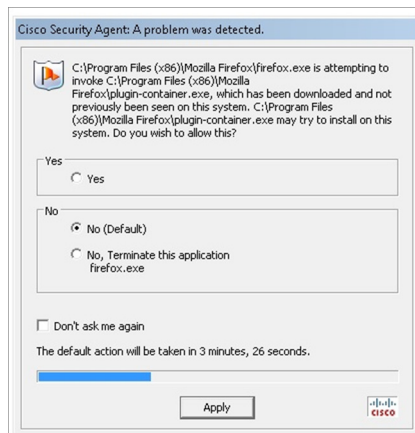 Cisco Security Agent: A problem was detected.
C:\Program Files (x86)\Mozilla Firefox\firefox.exe is attempting to
invoke C:\Program Files (x86)\Mozilla
Firefox\plugin-container.exe, which has been downloaded and not
previously been seen on this system. C:\Program Files
(x86)\Mozilla Firefox\plugin-container.exe may try to install on this
system. Do you wish to allow this?
Yes
Yes
No
No (Default)
No, Terminate this application
firefox.exe
Don't ask me again
The default action will be taken in 3 minutes, 26 seconds.
Apply
CISCO